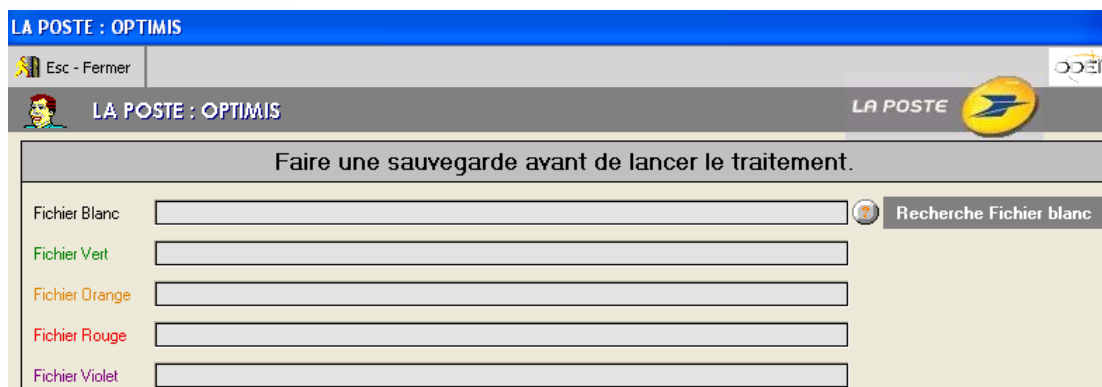 LA POSTE : OPTIMIS
Esc - Fermer
LA POSTE : OPTIMIS
LA POSTE
Faire une sauvegarde avant de lancer le traitement.
Fichier Blanc
Recherche Fichier blanc
Fichier Vert
Fichier Orange
Fichier Rouge
Fichier Violet